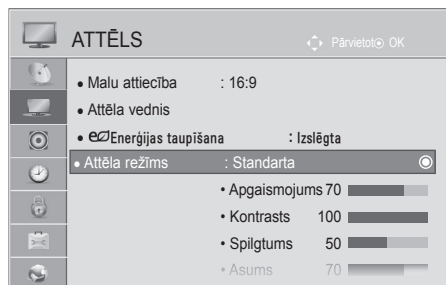 ATTĒLS
Pārvietot OK
• Malu attiecība : 16:9
• Attēla vednis
• Enerģijas taupīšana : Izslēgta
• Attēla režīms : Standarta
• Apgaismojums 70
• Kontrasts 100
• Spilgtums 50
• Asums 70